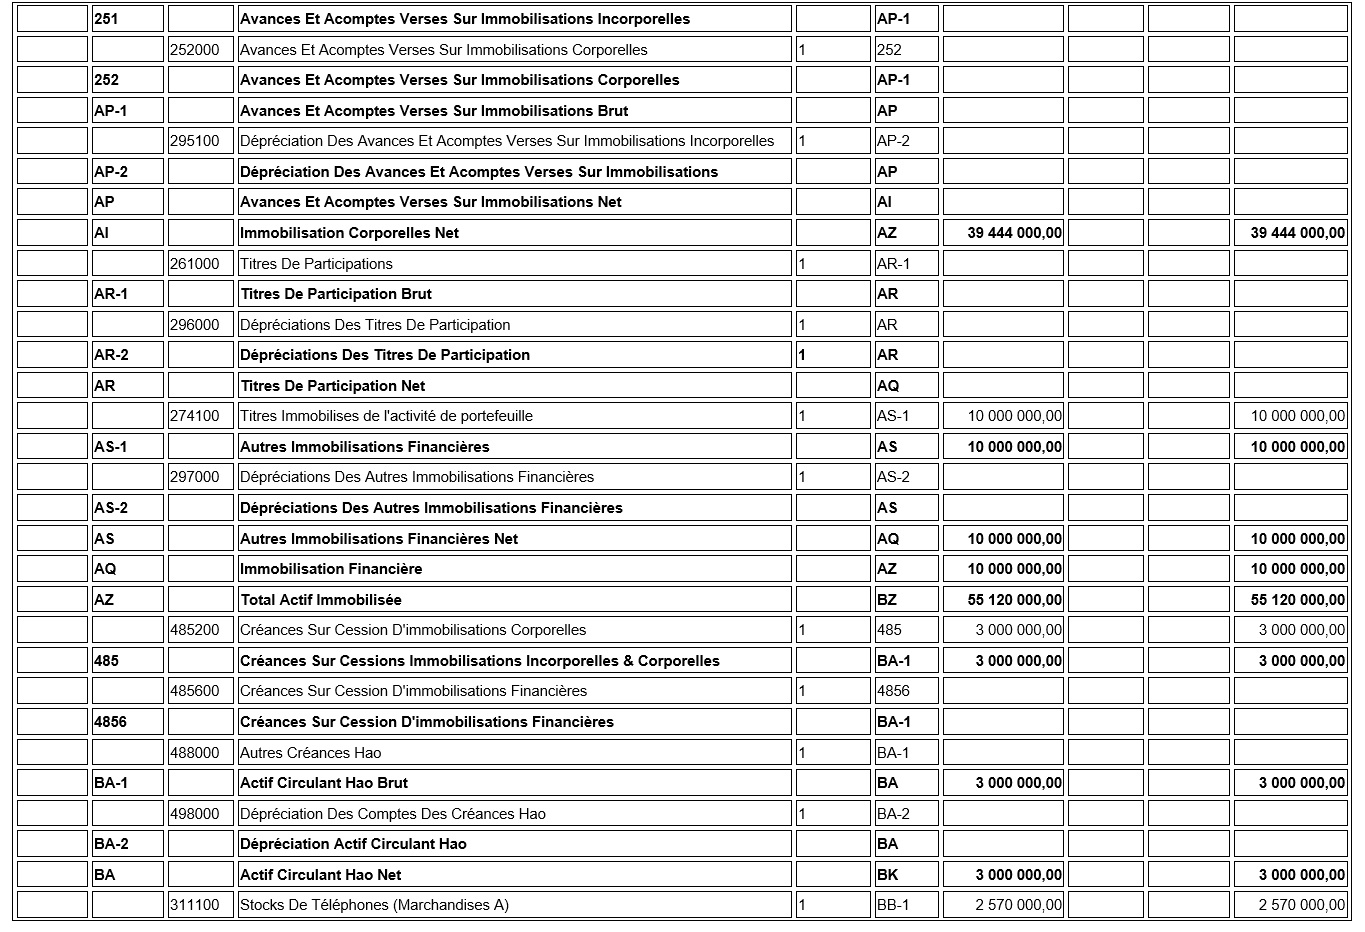 251 Avances Et Acomptes Verses Sur Immobilisations Incorporelles AP-1
252000 Avances Et Acomptes Verses Sur Immobilisations Corporelles 1 252
252 Avances Et Acomptes Verses Sur Immobilisations Corporelles AP-1
AP-1 Avances Et Acomptes Verses Sur Immobilisations Brut AP
295100 Dépréciation Des Avances Et Acomptes Verses Sur Immobilisations Incorporelles 1 AP-2
AP-2 Dépréciation Des Avances Et Acomptes Verses Sur Immobilisations AP
AP Avances Et Acomptes Verses Sur Immobilisations Net AI
AI Immobilisation Corporelles Net AZ 39 444 000,00 39 444 000,00
261000 Titres De Participations 1 AR-1
AR-1 Titres De Participation Brut AR
296000 Dépréciations Des Titres De Participation 1 AR
AR-2 Dépréciations Des Titres De Participation 1 AR
AR Titres De Participation Net AQ
274100 Titres Immobilises de l'activité de portefeuille 1 AS-1 10 000 000,00 10 000 000,00
AS-1 Autres Immobilisations Financières AS 10 000 000,00 10 000 000,00
297000 Dépréciations Des Autres Immobilisations Financières 1 AS-2
AS-2 Dépréciations Des Autres Immobilisations Financières AS
AS Autres Immobilisations Financières Net AQ 10 000 000,00 10 000 000,00
AQ Immobilisation Financière AZ 10 000 000,00 10 000 000,00
AZ Total Actif Immobilisée BZ 55 120 000,00 55 120 000,00
485200 Créances Sur Cession D'immobilisations Corporelles 1 485 3 000 000,00 3 000 000,00
485 Créances Sur Cessions Immobilisations Incorporelles & Corporelles BA-1 3 000 000,00 3 000 000,00
485600 Créances Sur Cession D'immobilisations Financières 1 4856
4856 Créances Sur Cession D'immobilisations Financières BA-1
488000 Autres Créances Hao 1 BA-1
BA-1 Actif Circulant Hao Brut BA 3 000 000,00 3 000 000,00
498000 Dépréciation Des Comptes Des Créances Hao 1 BA-2
BA-2 Dépréciation Actif Circulant Hao BA
BA Actif Circulant Hao Net BK 3 000 000,00 3 000 000,00
311100 Stocks De Téléphones (Marchandises A) 1 BB-1 2 570 000,00 2 570 000,00